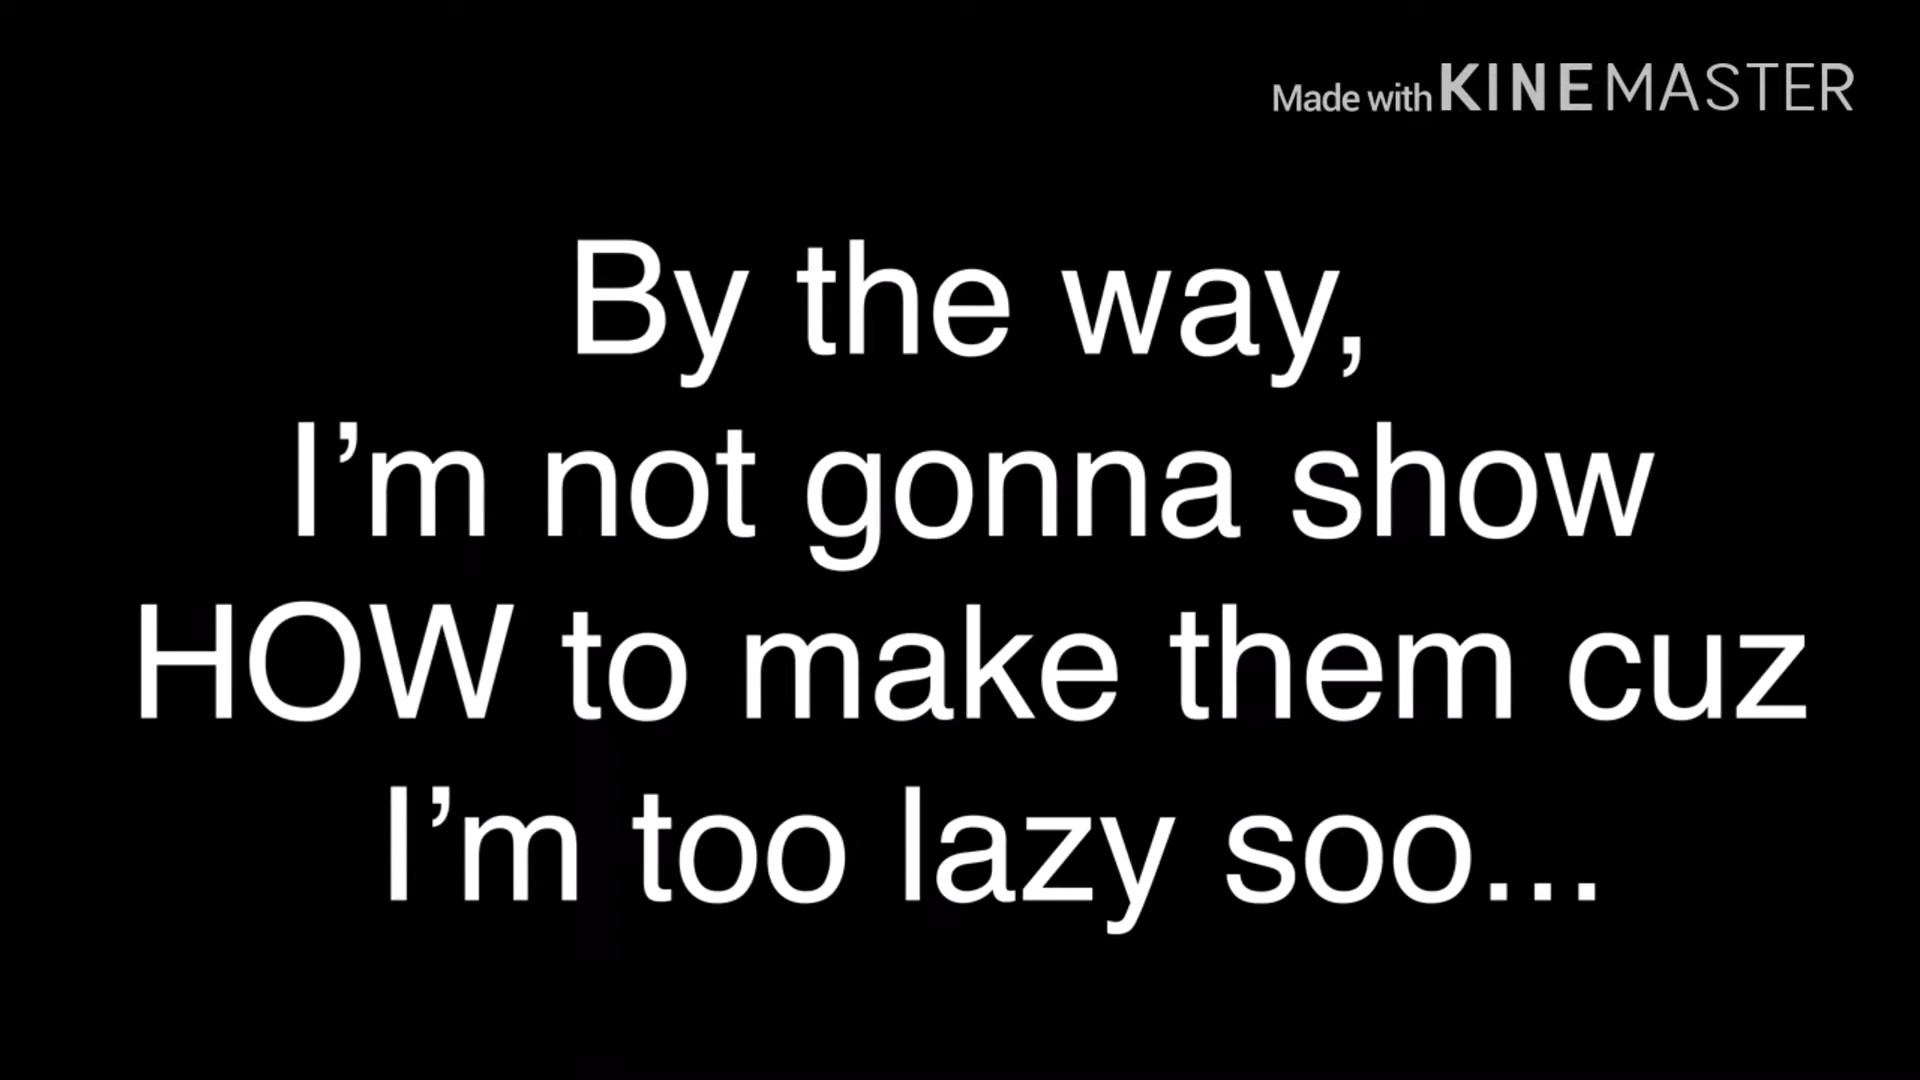 Made with KINEMASTER
By the way,
I’m not gonna show
HOW to make them cuz
I’m too lazy soo...